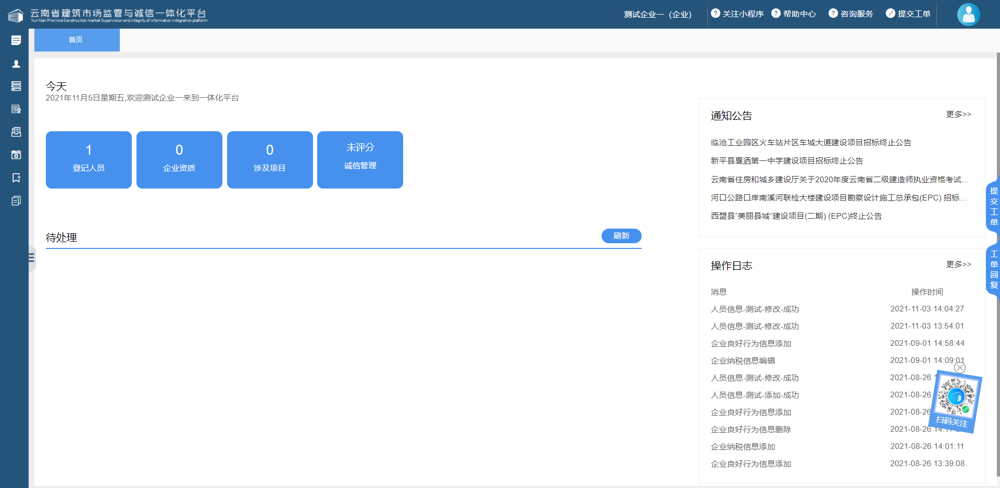 云南省建筑市场监管与诚信一体化平台
Yun Nan Province Construciton market Supervision and integrity of information integration platform
测试企业一（企业）
关注小程序
帮助中心
咨询服务
提交工单
首页
今天
2021年11月5日星期五,欢迎测试企业一来到一体化平台
1
登记人员
0
企业资质
0
涉及项目
未评分
诚信管理
待处理
刷新
通知公告
更多>>
临沧工业园区火车站片区车城大道建设项目招标终止公告
新平县戛洒第一中学建设项目招标终止公告
云南省住房和城乡建设厅关于2020年度云南省二级建造师执业资格考试…
河口公路口岸南溪河联检大楼建设项目勘察设计施工总承包(EPC) 招标…
西盟县“美丽县城”建设项目(二期) (EPC)终止公告
操作日志
更多>>
消息 操作时间
人员信息-测试-修改-成功 2021-11-03 14:04:27
人员信息-测试-修改-成功 2021-11-03 13:54:01
企业良好行为信息添加 2021-09-01 14:58:44
企业纳税信息编辑 2021-09-01 14:09:01
人员信息-测试-修改-成功 2021-08-26
人员信息-测试-添加-成功 2021-08-26
企业良好行为信息添加 2021-08-26
企业良好行为信息删除 2021-08-26
企业纳税信息添加 2021-08-26 14:01:11
企业良好行为信息添加 2021-08-26 13:39:08
提交工单
工单回复
扫码关注